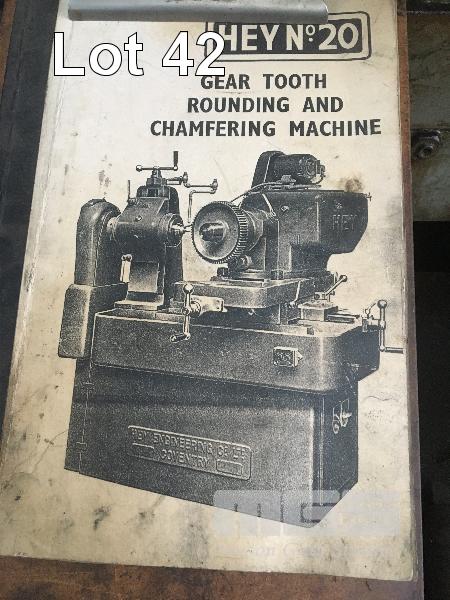 HEY Nº 20
Lot 42
GEAR TOOTH
ROUNDING AND
CHAMFERING MACHINE
HEY
HEY ENGINEERING CO LTD
COVENTRY